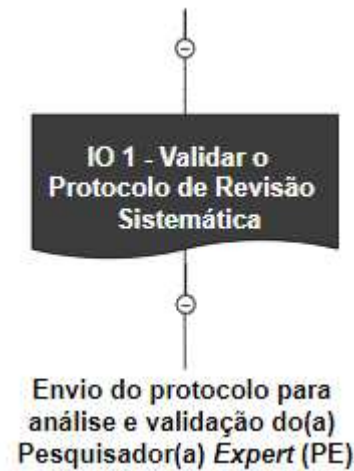 IO 1 - Validar o
Protocolo de Revisão
Sistemática
Envio do protocolo para
análise e validação do(a)
Pesquisador(a) Expert (PE)